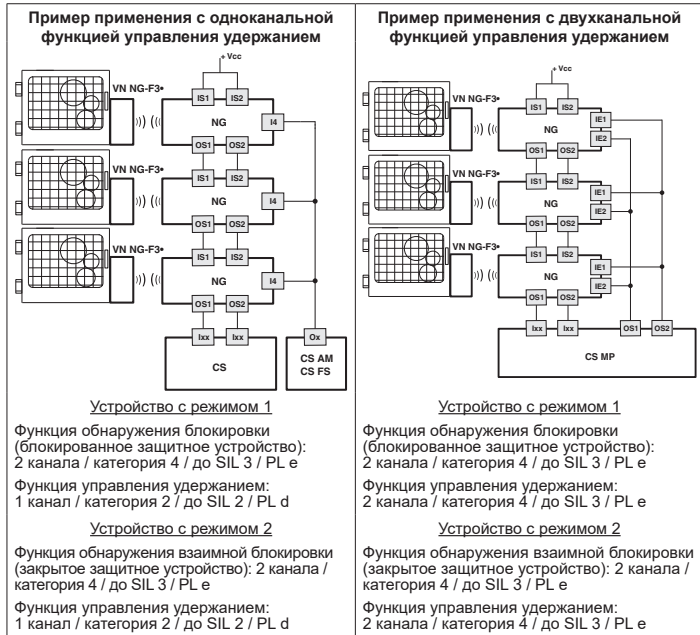 Пример применения с одноканальной
функцией управления удержанием
+ Vcc
VN NG-F3•
IS1 IS2
NG
I4
OS1 OS2
VN NG-F3•
IS1 IS2
NG
I4
OS1 OS2
VN NG-F3•
IS1 IS2
NG
I4
OS1 OS2
Ixx Ixx
CS
Ox
CS AM
CS FS
Устройство с режимом 1
Функция обнаружения блокировки
(блокированное защитное устройство):
2 канала / категория 4 / до SIL 3 / PL e
Функция управления удержанием:
1 канал / категория 2 / до SIL 2 / PL d
Устройство с режимом 2
Функция обнаружения взаимной блокировки
(закрытое защитное устройство): 2 канала /
категория 4 / до SIL 3 / PL e
Функция управления удержанием:
1 канал / категория 2 / до SIL 2 / PL d
Пример применения с двухканальной
функцией управления удержанием
+ Vcc
VN NG-F3•
IS1 IS2
IE1
NG
IE2
OS1 OS2
VN NG-F3•
IS1 IS2
IE1
NG
IE2
OS1 OS2
VN NG-F3•
IS1 IS2
IE1
NG
IE2
OS1 OS2
Ixx Ixx OS1 OS2
CS MP
Устройство с режимом 1
Функция обнаружения блокировки
(блокированное защитное устройство):
2 канала / категория 4 / до SIL 3 / PL e
Функция управления удержанием:
2 канала / категория 4 / до SIL 3 / PL e
Устройство с режимом 2
Функция обнаружения взаимной блокировки
(закрытое защитное устройство): 2 канала /
категория 4 / до SIL 3 / PL e
Функция управления удержанием:
2 канала / категория 4 / до SIL 3 / PL e